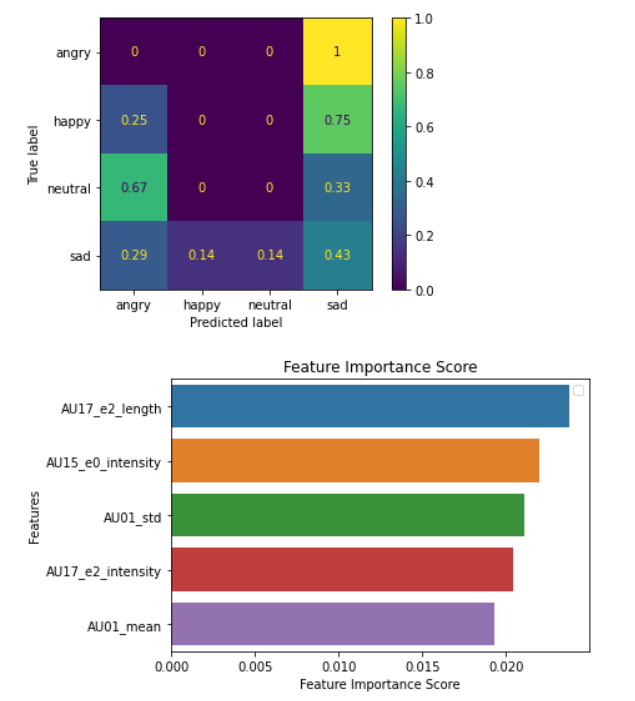 1.0
angry 0 0 0 1
0.8
happy 0.25 0 0 0.75
0.6
True label
neutral 0.67 0 0 0.33
0.4
sad 0.29 0.14 0.14 0.43
0.2
0.0
angry happy neutral sad
Predicted label
Feature Importance Score
AU17_e2_length
AU15_e0_intensity
AU01_std
Features
AU17_e2_intensity
AU01_mean
0.000 0.005 0.010 0.015 0.020
Feature Importance Score